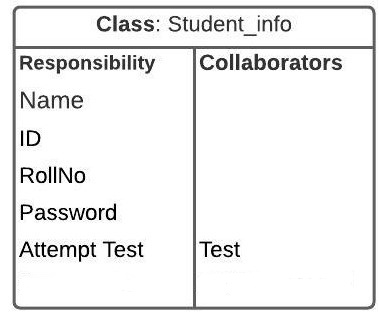 Class: Student_info
Responsibility Collaborators
Name
ID
RollNo
Password
Attempt Test Test